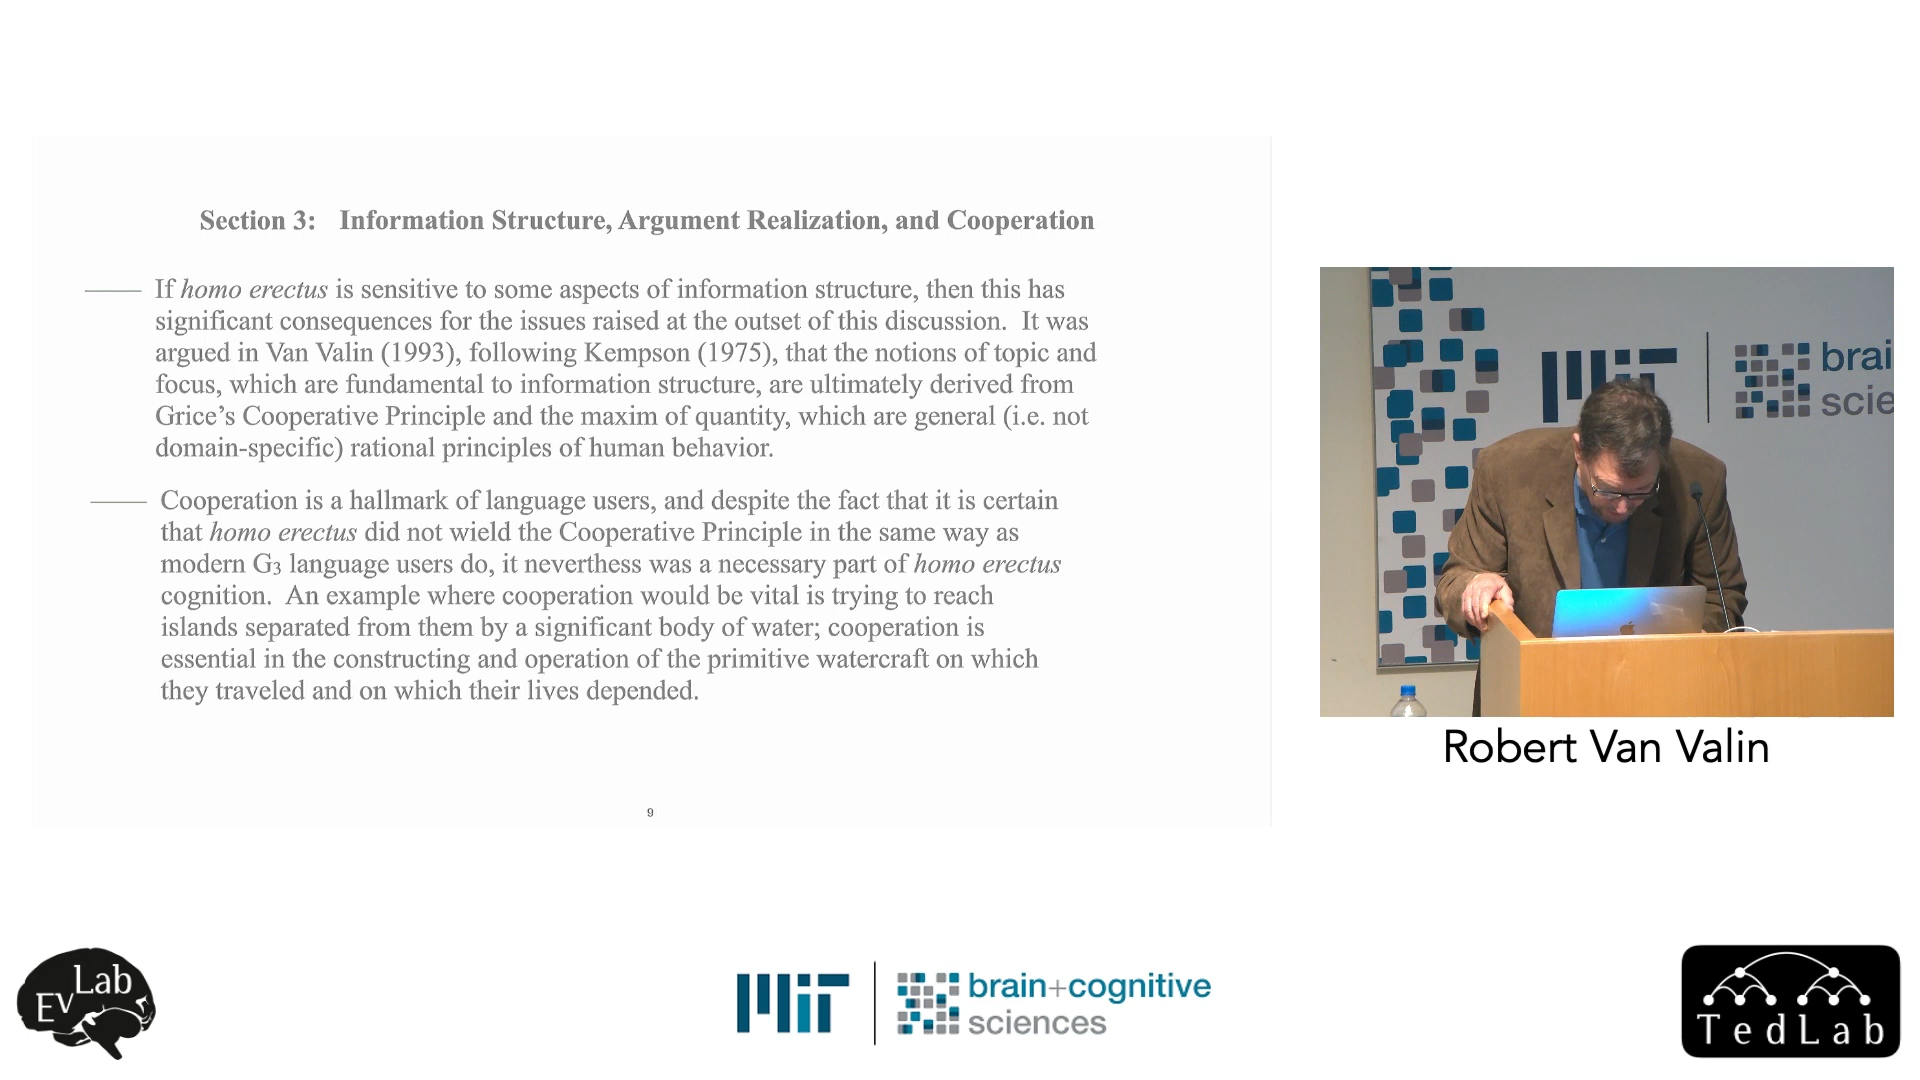 Section 3: Information Structure, Argument Realization, and Cooperation
If homo erectus is sensitive to some aspects of information structure, then this has
significant consequences for the issues raised at the outset of this discussion. It was
argued in Van Valin (1993), following Kempson (1975), that the notions of topic and
focus, which are fundamental to information structure, are ultimately derived from
Grice's Cooperative Principle and the maxim of quantity, which are general (i.e. not
domain-specific) rational principles of human behavior.
Cooperation is a hallmark of language users, and despite the fact that it is certain
that homo erectus did not wield the Cooperative Principle in the same way as
modern G3 language users do, it neverthess was a necessary part of homo erectus
cognition. An example where cooperation would be vital is trying to reach
islands separated from them by a significant body of water; cooperation is
essential in the constructing and operation of the primitive watercraft on which
they traveled and on which their lives depended.
9
MIT
brai
scie
Robert Van Valin
EvLab
MIT
brain+cognitive
sciences
TedLab